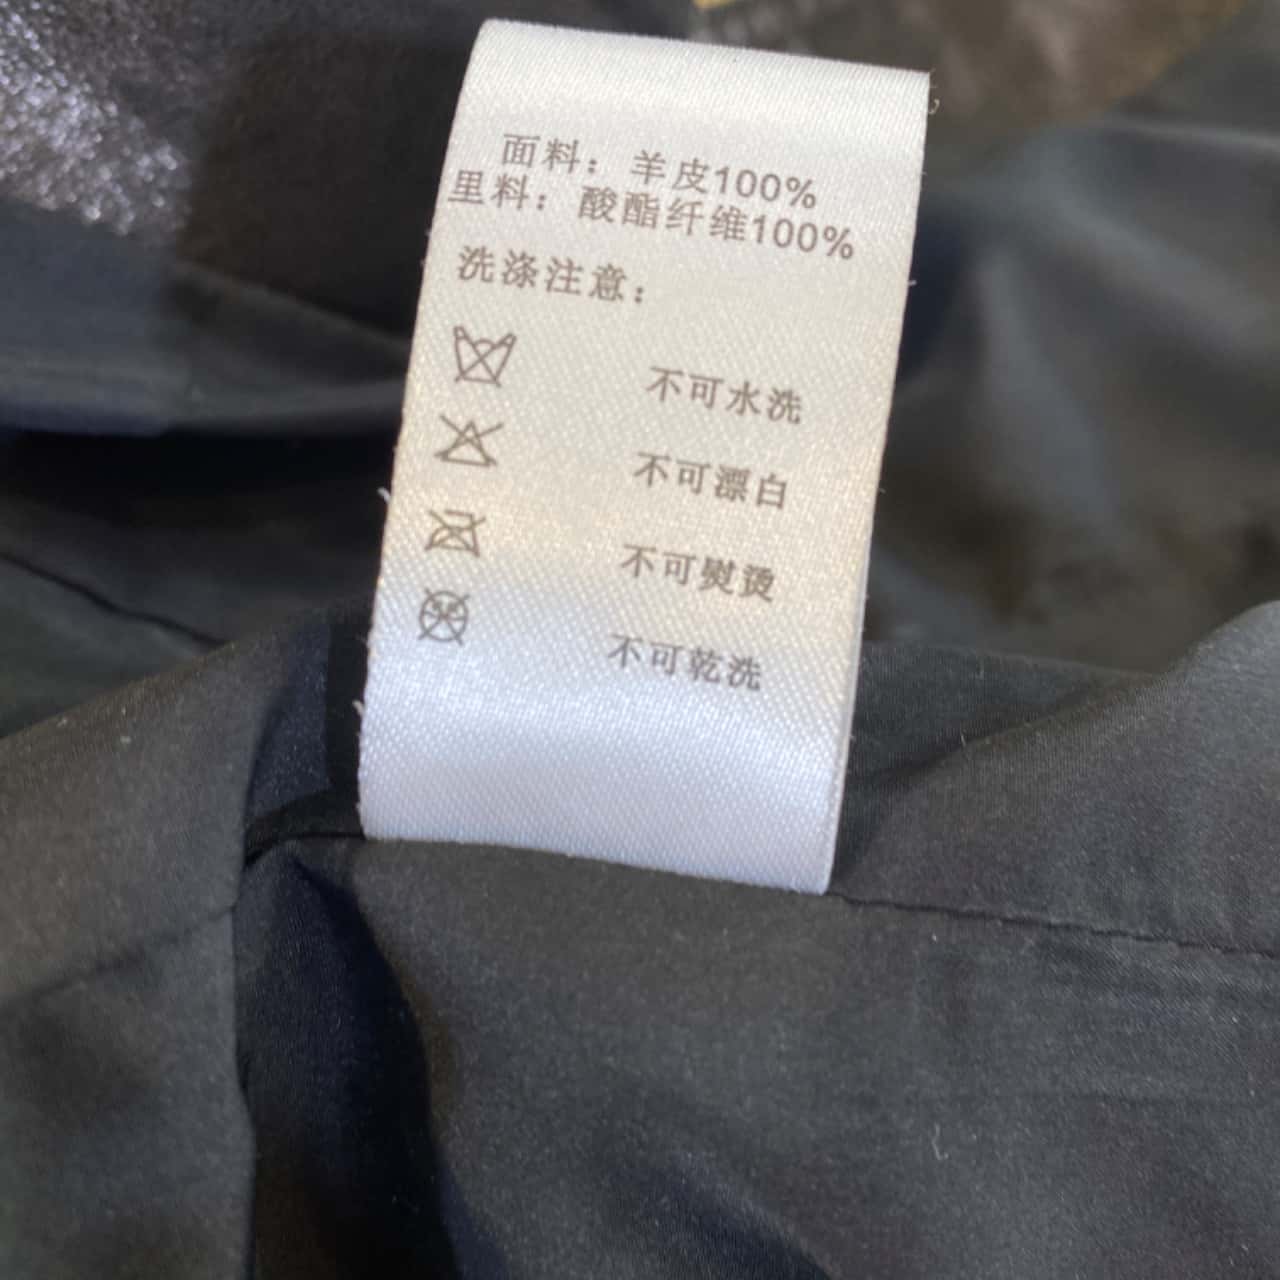 面料：羊皮100%
里料：酸酯纤维100%
洗涤注意：
不可水洗
不可漂白
不可熨烫
不可乾洗